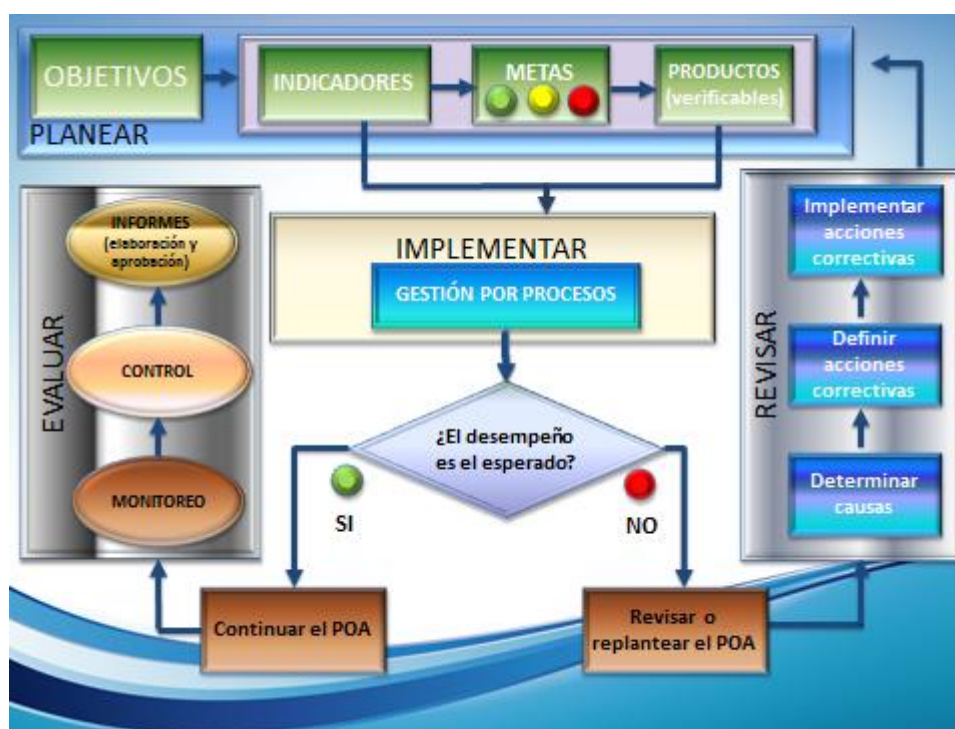 OBJETIVOS
INDICADORES
METAS
PRODUCTOS
(verificables)
PLANEAR
IMPLEMENTAR
GESTIÓN POR PROCESOS
¿El desempeño
es el esperado?
SI
NO
Continuar el POA
Revisar o
replantear el POA
EVALUAR
INFORMES
(elaboración y
aprobación)
CONTROL
MONITOREO
REVISAR
Implementar
acciones
correctivas
Definir
acciones
correctivas
Determinar
causas